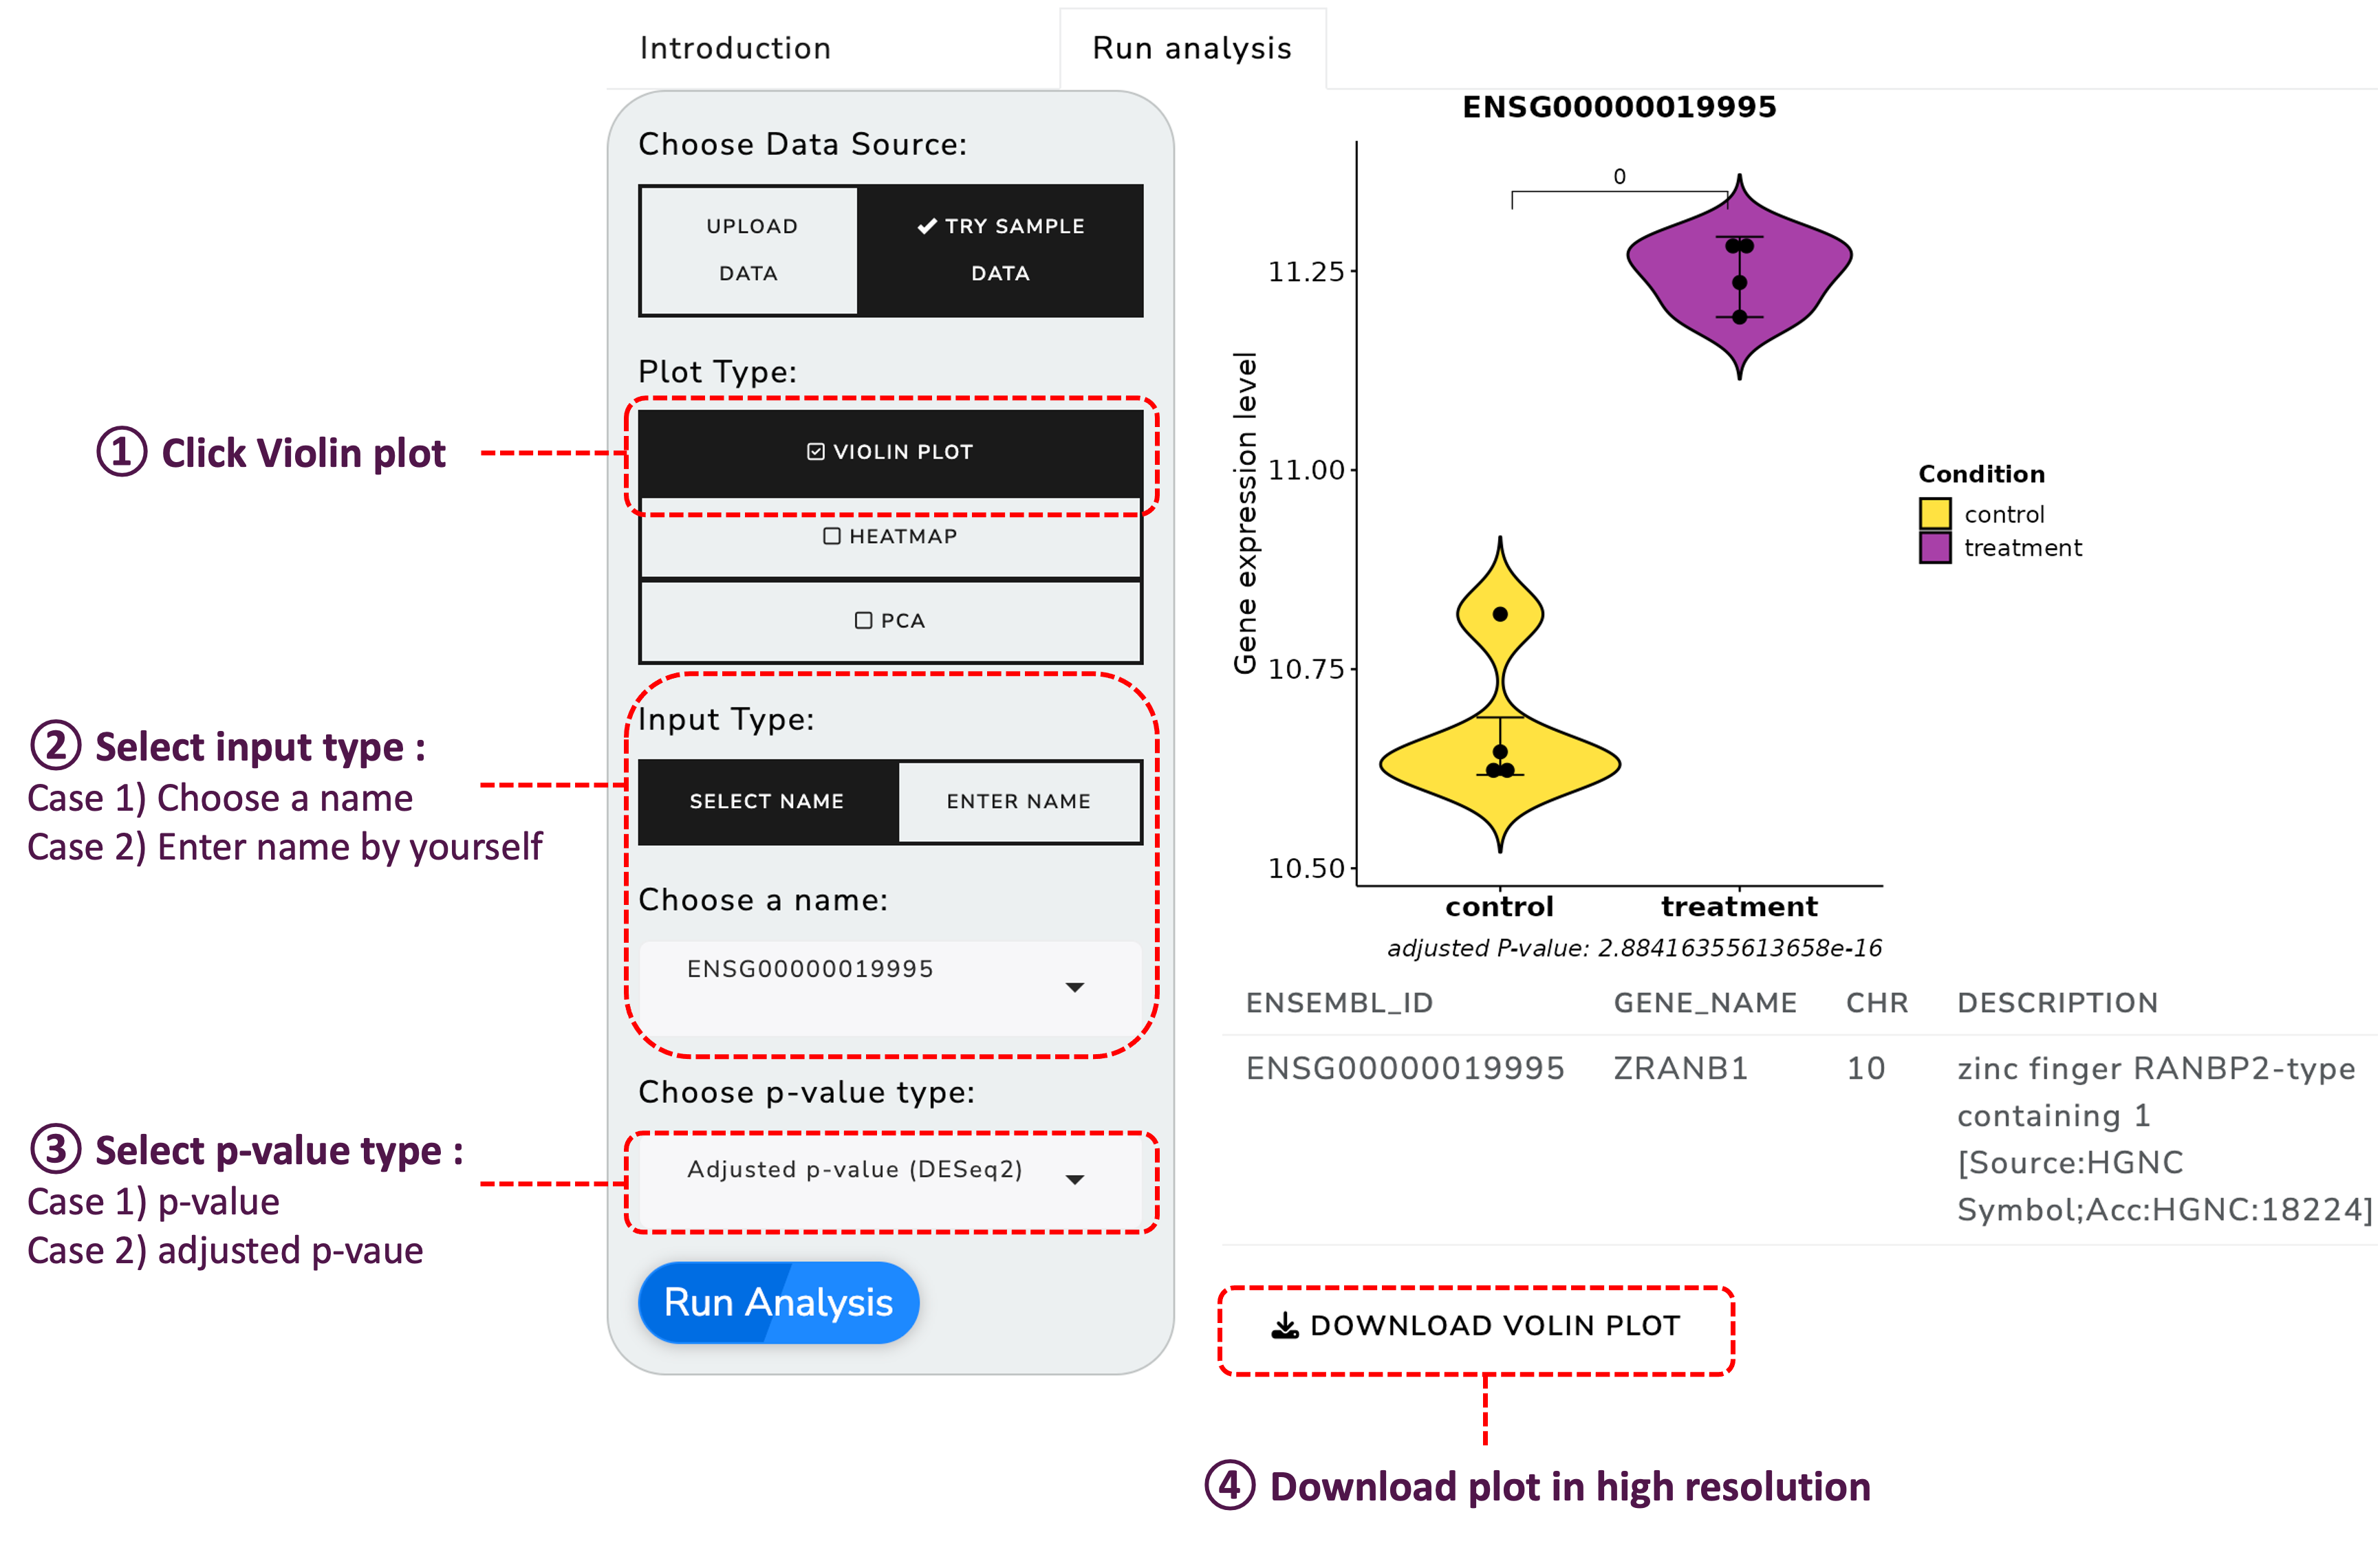 Introduction
Run analysis
Choose Data Source:
UPLOAD
DATA
TRY SAMPLE
DATA
Plot Type:
VIOLIN PLOT
HEATMAP
PCA
Input Type:
SELECT NAME
ENTER NAME
Choose a name:
ENSG00000019995
Choose p-value type:
Adjusted p-value (DESeq2)
Run Analysis
① Click Violin plot
② Select input type :
Case 1) Choose a name
Case 2) Enter name by yourself
③ Select p-value type :
Case 1) p-value
Case 2) adjusted p-vaue
ENSG00000019995
0
Gene expression level
11.25
11.00
10.75
10.50
control
treatment
adjusted P-value: 2.88416355613658e-16
Condition
control
treatment
ENSEMBL_ID GENE_NAME CHR DESCRIPTION
ENSG00000019995 ZRANB1 10 zinc finger RANBP2-type
containing 1
[Source:HGNC
Symbol;Acc:HGNC:18224]
DOWNLOAD VOLIN PLOT
④ Download plot in high resolution